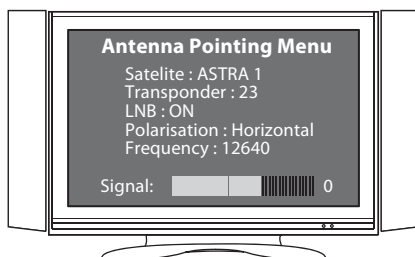 Antenna Pointing Menu
Satelite : ASTRA 1
Transponder : 23
LNB : ON
Polarisation : Horizontal
Frequency : 12640
Signal: 0